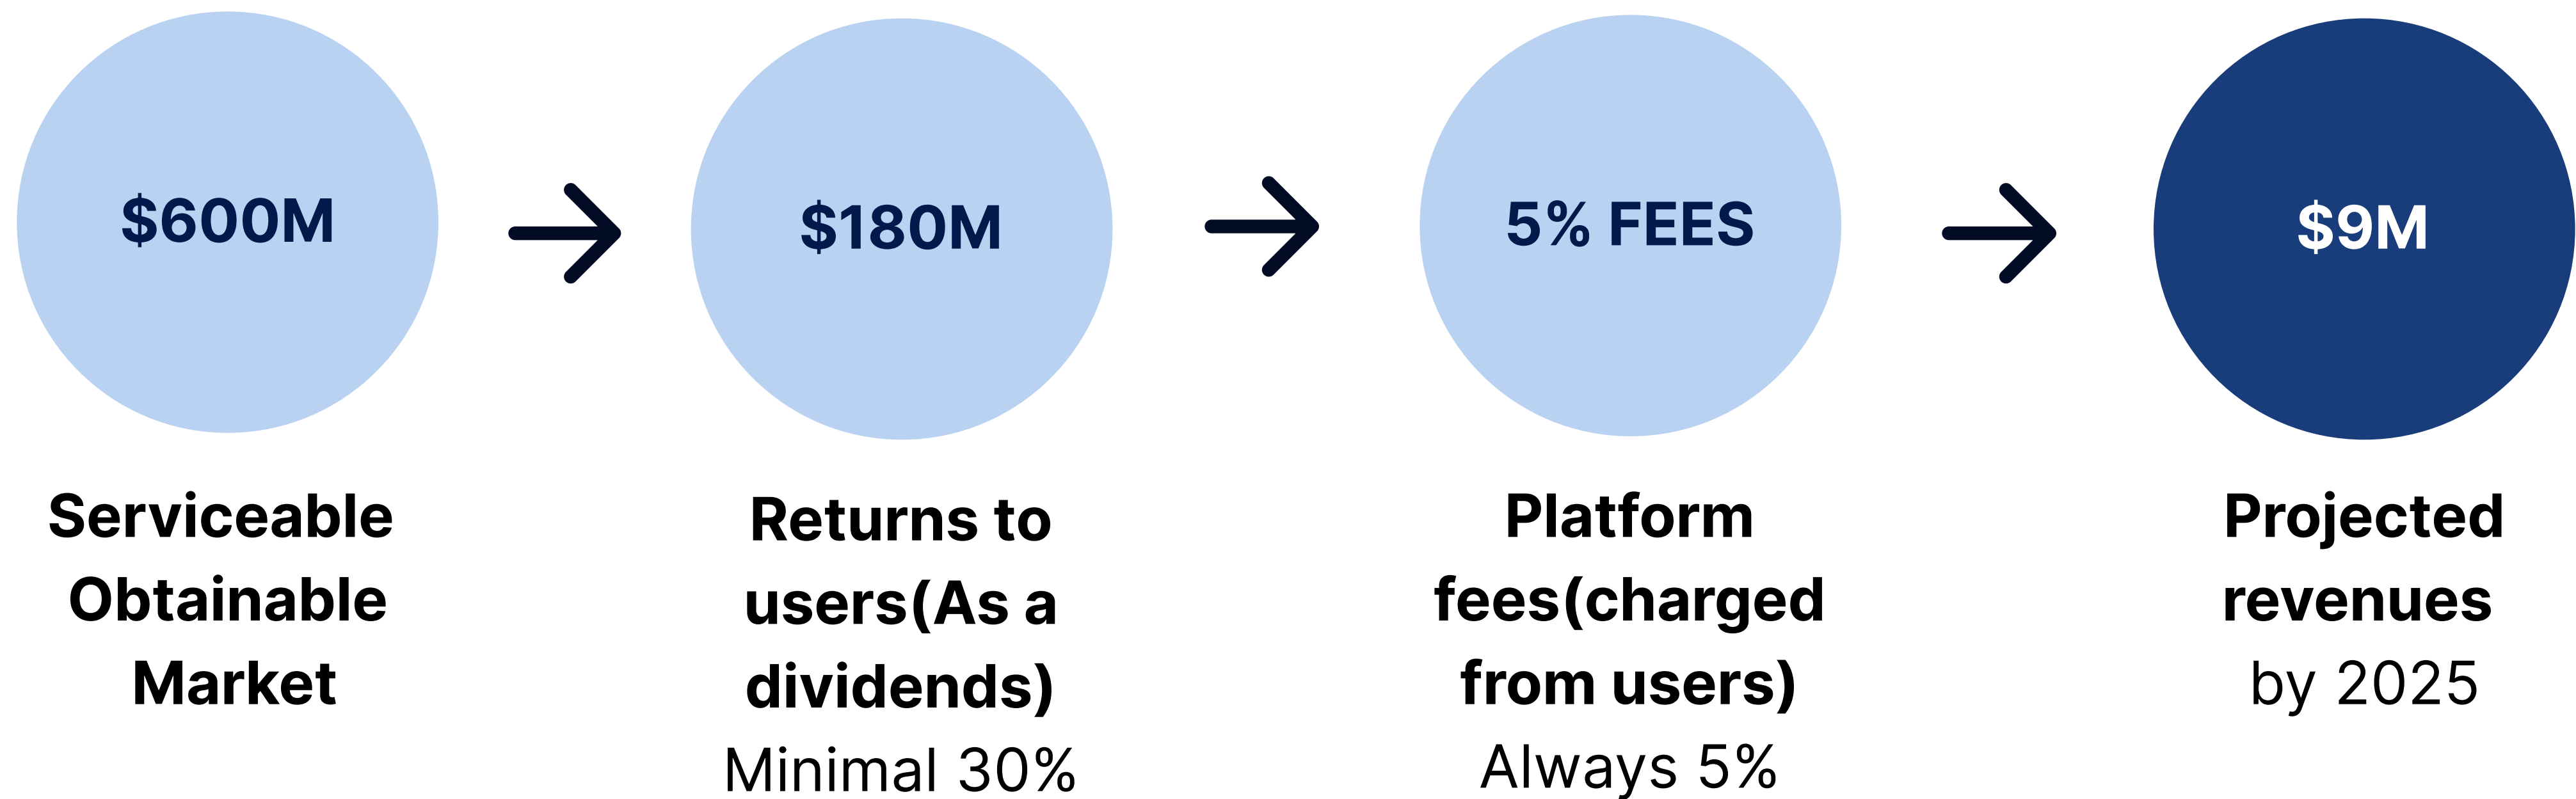 $600M
$180M
5% FEES
$9M
Serviceable
Obtainable
Market
Returns to
users(As a
dividends)
Minimal 30%
Platform
fees(charged
from users)
Always 5%
Projected
revenues
by 2025